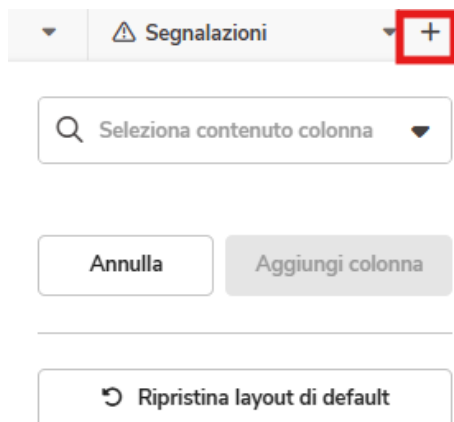 Segnalazioni
Seleziona contenuto colonna
Annulla
Aggiungi colonna
Ripristina layout di default